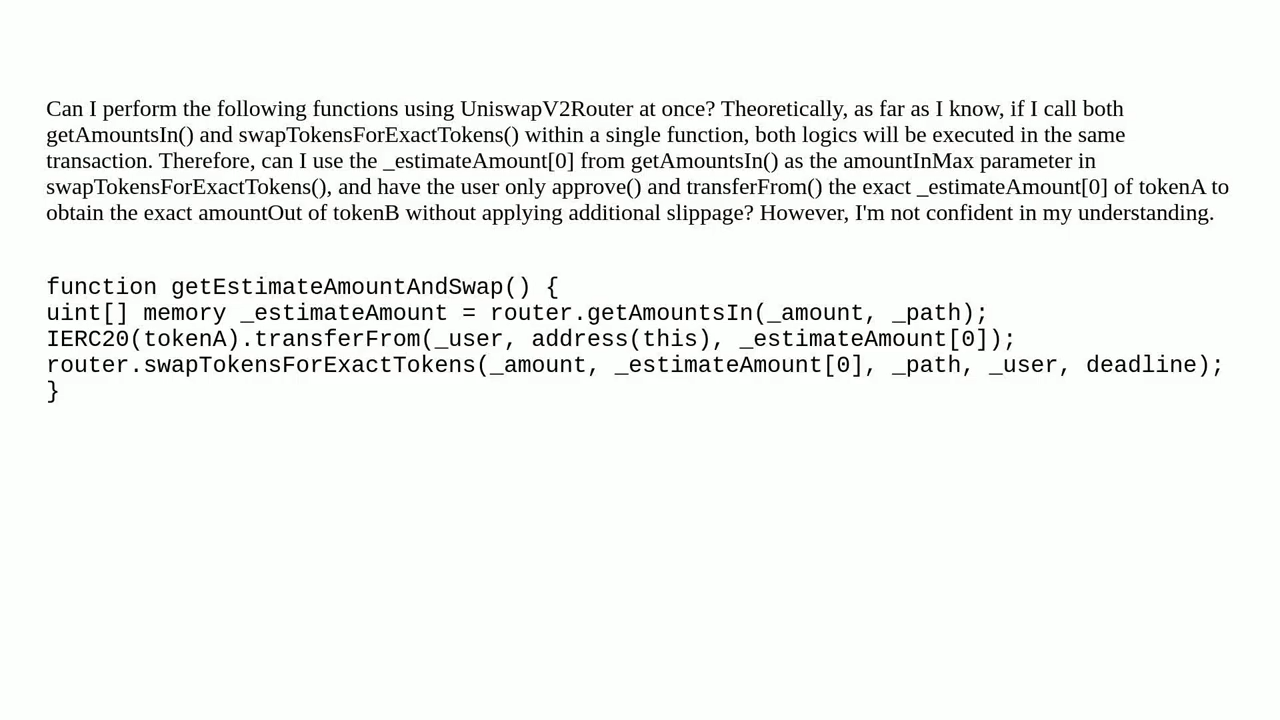 Can I perform the following functions using UniswapV2Router at once? Theoretically, as far as I know, if I call both
getAmountsIn() and swapTokensForExactTokens() within a single function, both logics will be executed in the same
transaction. Therefore, can I use the _estimateAmount[0] from getAmountsIn() as the amountInMax parameter in
swapTokensForExactTokens(), and have the user only approve() and transferFrom() the exact _estimateAmount[0] of tokenA to
obtain the exact amountOut of tokenB without applying additional slippage? However, I'm not confident in my understanding.
function getEstimateAmountAndSwap() {
uint[] memory _estimateAmount = router.getAmountsIn(_amount, _path);
IERC20(tokenA).transferFrom(_user, address(this), _estimateAmount[0]);
router.swapTokensForExactTokens(_amount, _estimateAmount[0], _path, _user, deadline);
}